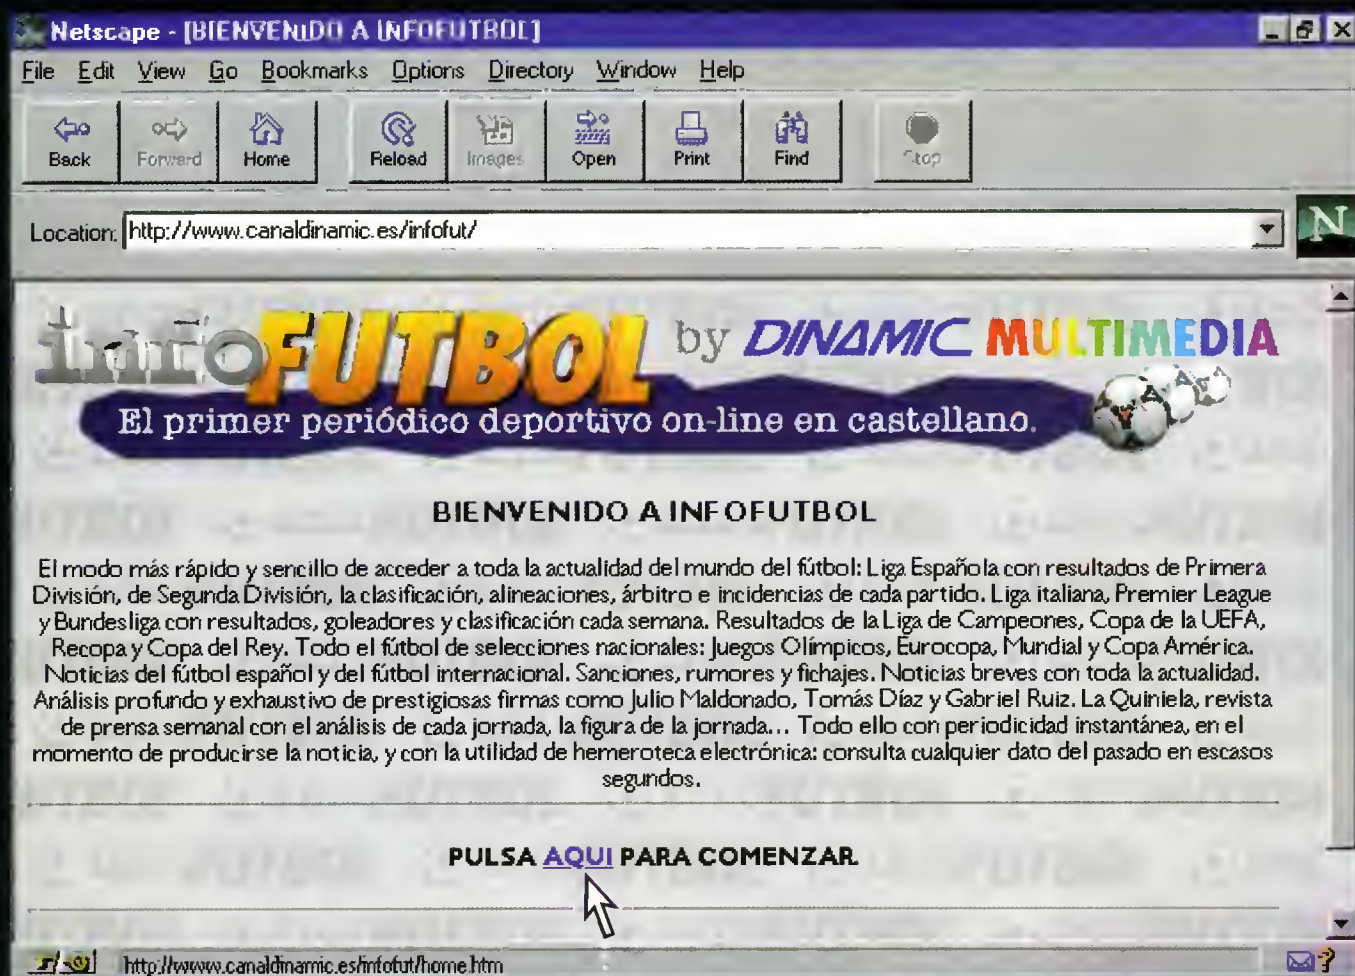 Netscape - [BIENVENIDO A INFOFUTBOL]
File Edit View Go Bookmarks Options Directory Window Help
Back Forward Home Reload Images Open Print Find Stop
Location: http://www.canaldinamic.es/infofut/
N
infoFUTBOL by DINAMIC MULTIMEDIA
El primer periódico deportivo on-line en castellano.
BIENVENIDO A INFOFUTBOL
El modo más rápido y sencillo de acceder a toda la actualidad del mundo del fútbol: Liga Española con resultados de Primera
División, de Segunda División, la clasificación, alineaciones, árbitro e incidencias de cada partido. Liga italiana, Premier League
y Bundesliga con resultados, goleadores y clasificación cada semana. Resultados de la Liga de Campeones, Copa de la UEFA,
Recopa y Copa del Rey. Todo el fútbol de selecciones nacionales: Juegos Olímpicos, Eurocopa, Mundial y Copa América.
Noticias del fútbol español y del fútbol internacional. Sanciones, rumores y fichajes. Noticias breves con toda la actualidad.
Análisis profundo y exhaustivo de prestigiosas firmas como Julio Maldonado, Tomás Díaz y Gabriel Ruiz. La Quiniela, revista
de prensa semanal con el análisis de cada jornada, la figura de la jornada... Todo ello con periodicidad instantánea, en el
momento de producirse la noticia, y con la utilidad de hemeroteca electrónica: consulta cualquier dato del pasado en escasos
segundos.
PULSA AQUI PARA COMENZAR
http://www.canaldinamic.es/infofut/home.htm